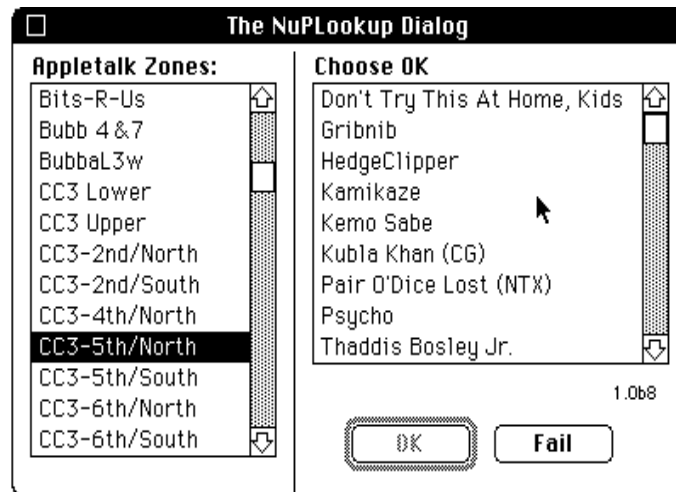 The NuPLookup Dialog
Appletalk Zones:
Bits-R-Us
Bubb 4&7
BubbaL3w
CC3 Lower
CC3 Upper
CC3-2nd/North
CC3-2nd/South
CC3-4th/North
CC3-5th/North
CC3-5th/South
CC3-6th/North
CC3-6th/South
Choose OK
Don't Try This At Home, Kids
Gribnib
HedgeClipper
Kamikaze
Kemo Sabe
Kubla Khan (CG)
Pair O'Dice Lost (NTX)
Psycho
Thaddis Bosley Jr.
1.0b8
OK
Fail